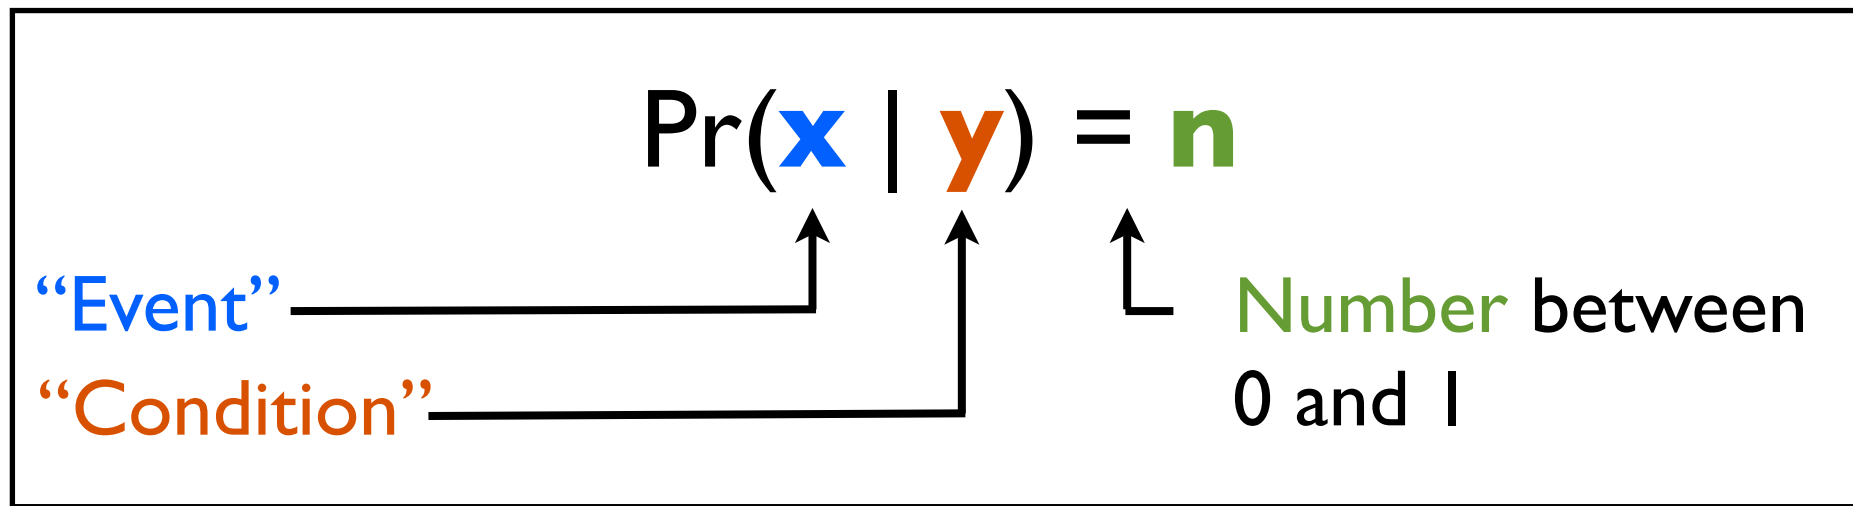 Pr(x | y) = n
“Event”
Number between
“Condition”
0 and 1